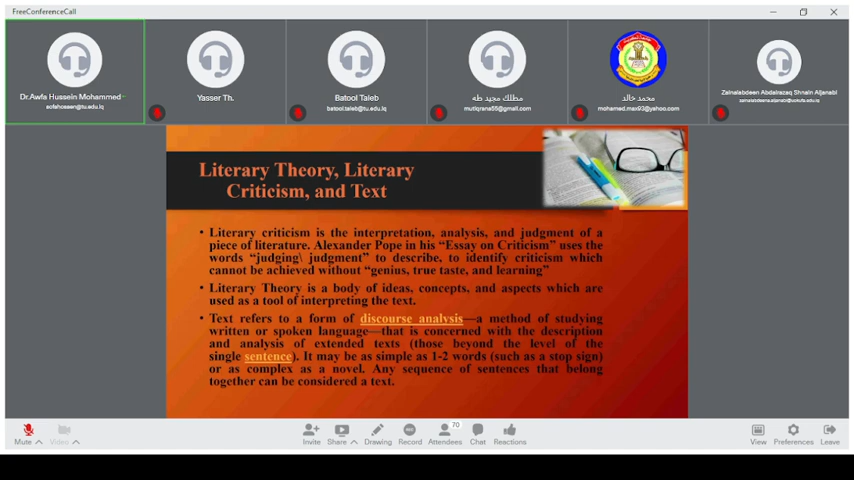 FreeConferenceCall
Dr.Awfa Hussein Mohammed
aofahosean@tu.edu.iq
Yasser Th.
Batool Taleb
batool.taleb@tu.edu.iq
مطلك مجيد طه
mutlqrana55@gmail.com
محمد خالد
mohamed.max93@yahoo.com
Zainalabdeen Abdalrazaq Shnain Aljanabi
Literary Theory, Literary
Criticism, and Text
• Literary criticism is the interpretation, analysis, and judgment of a
piece of literature. Alexander Pope in his “Essay on Criticism” uses the
words “judging\ judgment” to describe, to identify criticism which
cannot be achieved without “genius, true taste, and learning”
• Literary Theory is a body of ideas, concepts, and aspects which are
used as a tool of interpreting the text.
• Text refers to a form of discourse analysis—a method of studying
written or spoken language—that is concerned with the description
and analysis of extended texts (those beyond the level of the
single sentence). It may be as simple as 1-2 words (such as a stop sign)
or as complex as a novel. Any sequence of sentences that belong
together can be considered a text.
Mute
Video
Invite
Share
Drawing
REC
Record
70
Attendees
Chat
Reactions
View
Preferences
Leave